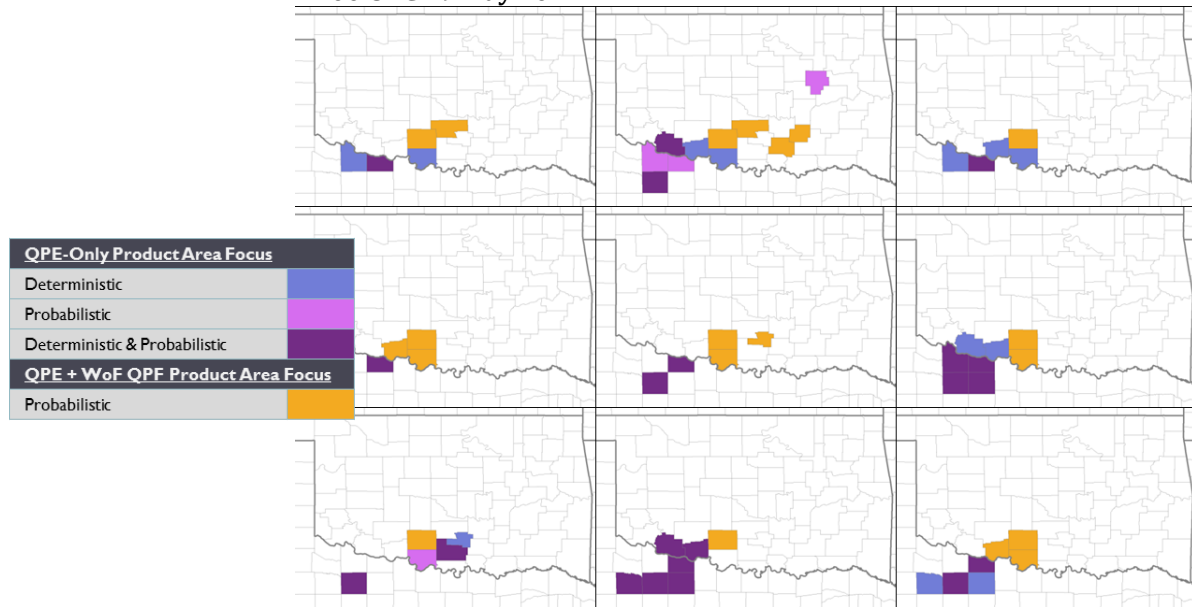 QPE-Only Product Area Focus
Deterministic
Probabilistic
Deterministic & Probabilistic
QPE + WoF QPF Product Area Focus
Probabilistic